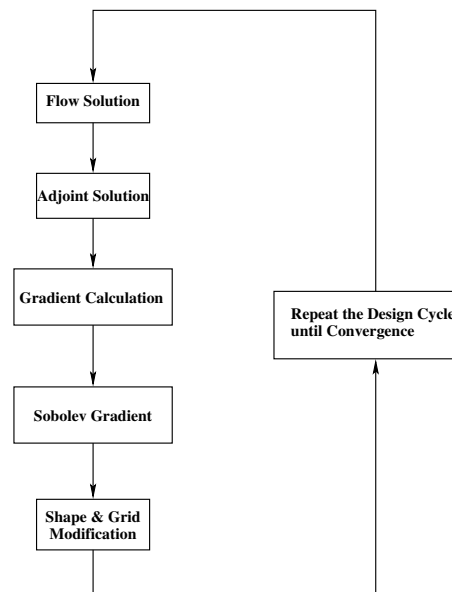 Flow Solution
Adjoint Solution
Gradient Calculation
Repeat the Design Cycle
until Convergence
Sobolev Gradient
Shape & Grid
Modification